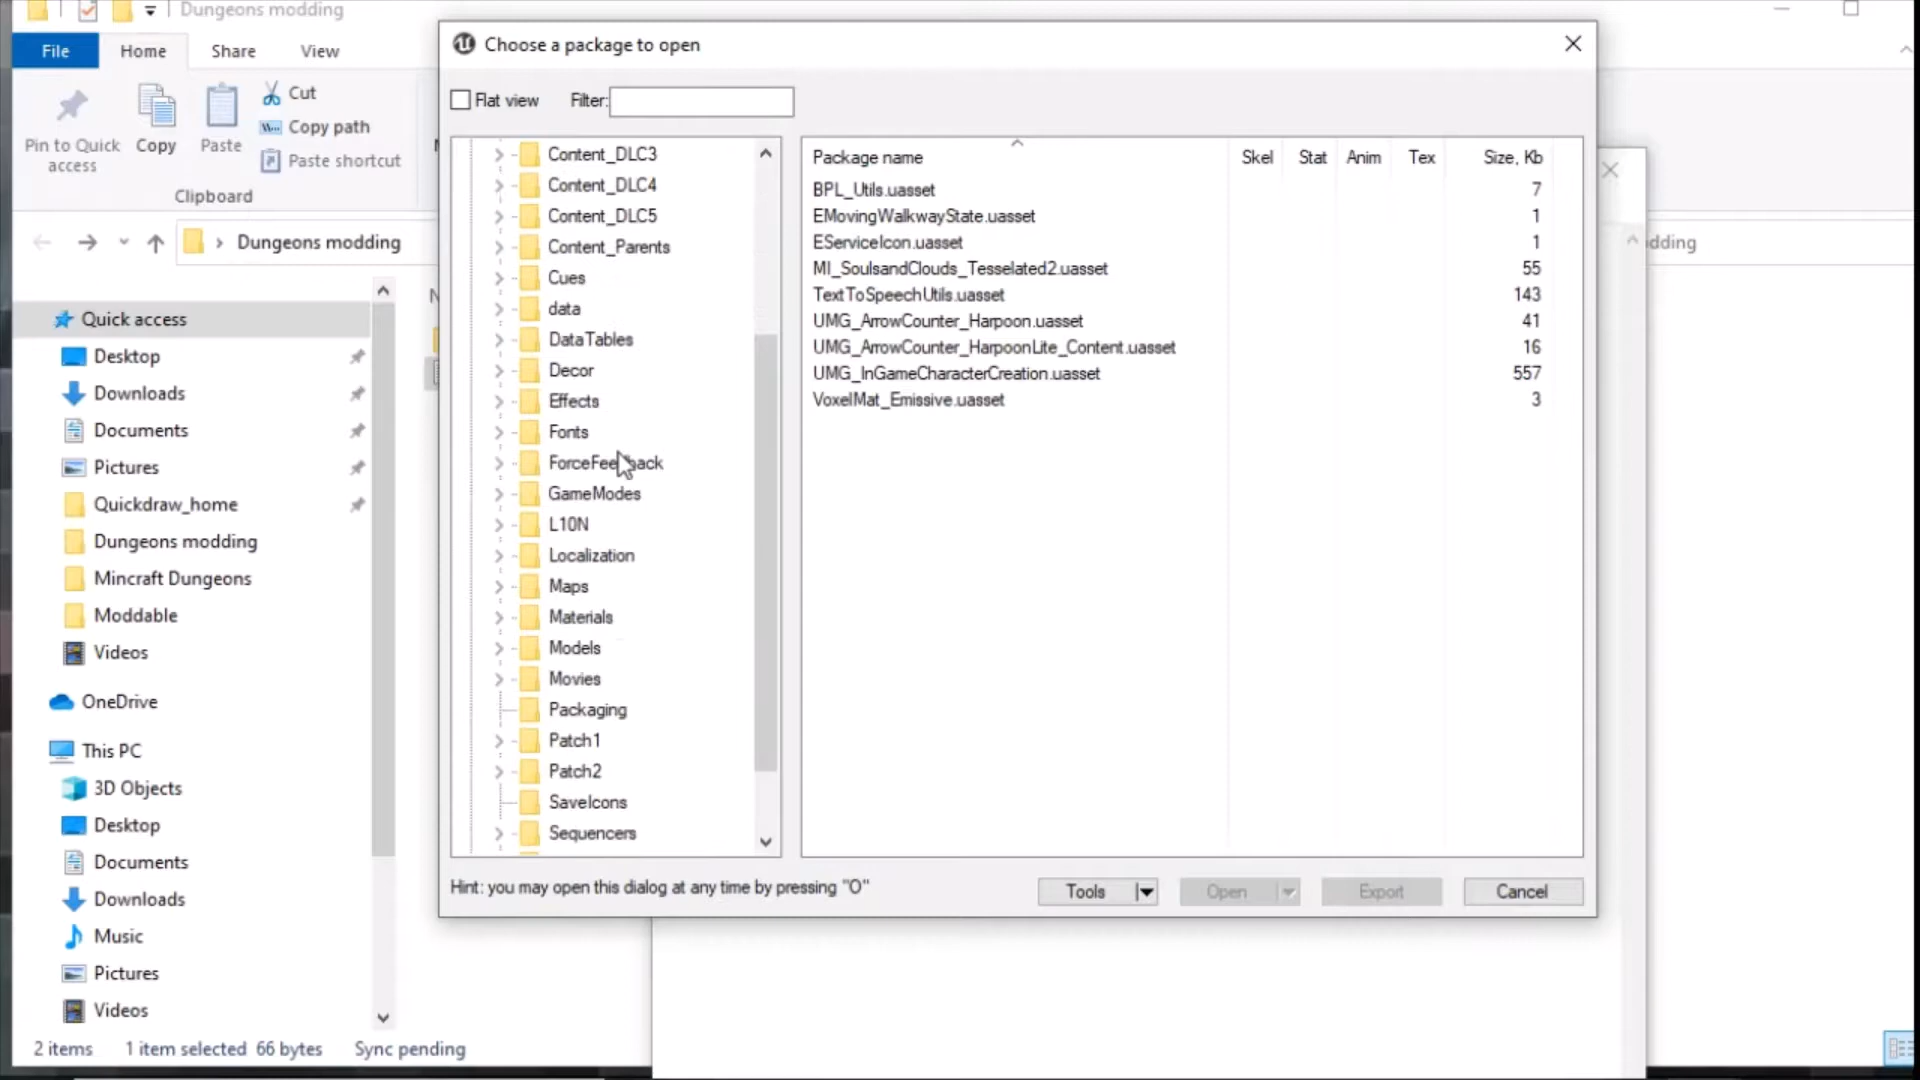 Dungeons modding
File
Home
Share
View
Pin to Quick
access
Copy
Paste
Cut
Copy path
Paste shortcut
Clipboard
Dungeons modding
Quick access
Desktop
Downloads
Documents
Pictures
Quickdraw_home
Dungeons modding
Mincraft Dungeons
Moddable
Videos
OneDrive
This PC
3D Objects
Desktop
Documents
Downloads
Music
Pictures
Videos
2 items
1 item selected 66 bytes
Sync pending
Choose a package to open
Flat view
Filter:
Content_DLC3
Content_DLC4
Content_DLC5
Content_Parents
Cues
data
DataTables
Decor
Effects
Fonts
ForceFeedback
GameModes
L10N
Localization
Maps
Materials
Models
Movies
Packaging
Patch1
Patch2
SaveIcons
Sequencers
Package name Skel Stat Anim Tex Size, Kb
BPL_Utils.uasset 7
EMovingWalkwayState.uasset 1
EServiceIcon.uasset 1
MI_SoulsandClouds_Tesselated2.uasset 55
TextToSpeechUtils.uasset 143
UMG_ArrowCounter_Harpoon.uasset 41
UMG_ArrowCounter_HarpoonLite_Content.uasset 16
UMG_InGameCharacterCreation.uasset 557
VoxelMat_Emissive.uasset 3
Hint: you may open this dialog at any time by pressing "O"
Tools
Open
Export
Cancel